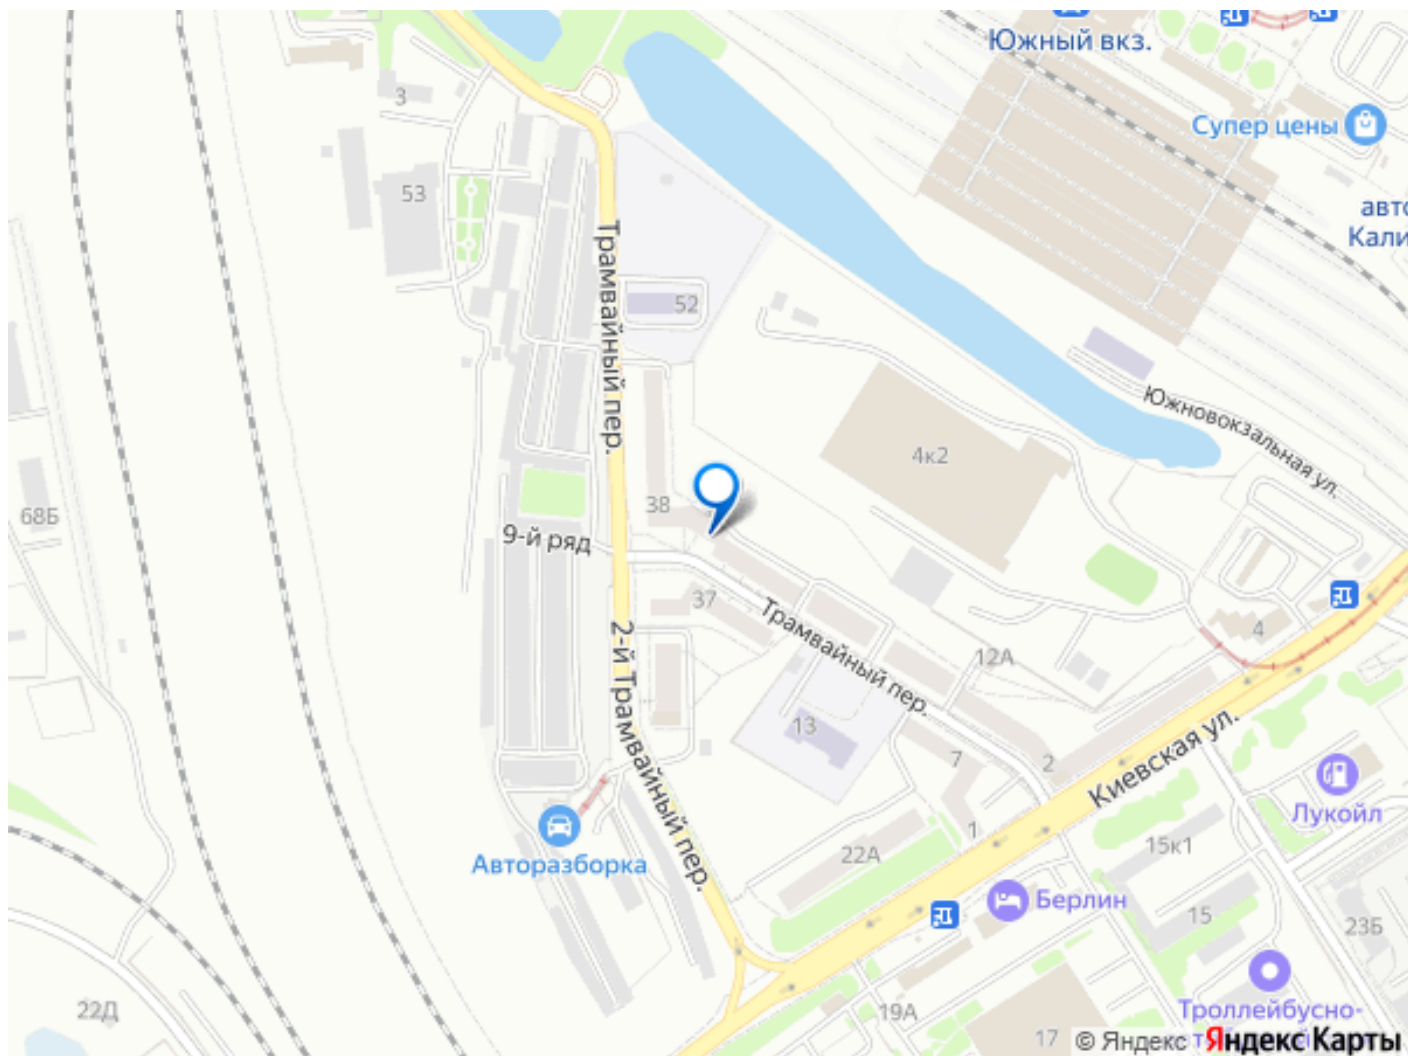 Южный вкз.
Супер цены
3
53
авто
Кали
Трамвайный пер.
52
Южновокзальная ул.
4к2
38
68Б
9-й ряд
37
Трамвайный пер.
2-й Трамвайный пер.
4
12А
13
7
2
Киевская ул.
Лукойл
Авторазборка
22А
1
15к1
Берлин
15
23Б
22Д
19А
17
Троллейбусно-
© Яндекс Яндекс Карты